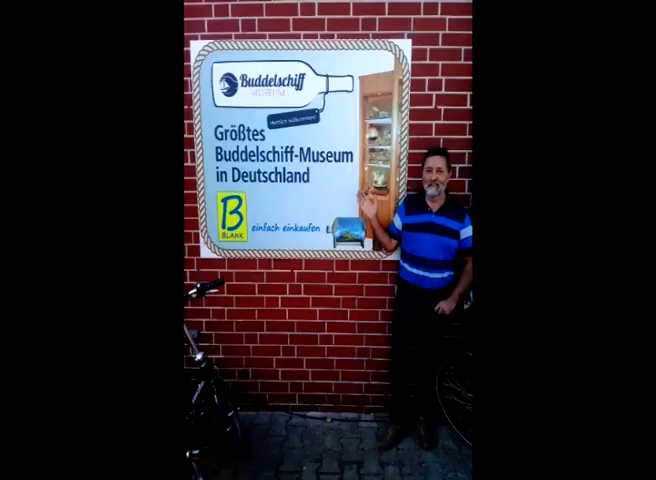 Buddelschiff
MUSEUM
Herzlich willkommen!
Größtes
Buddelschiff-Museum
in Deutschland
B
BLANK
einfach einkaufen